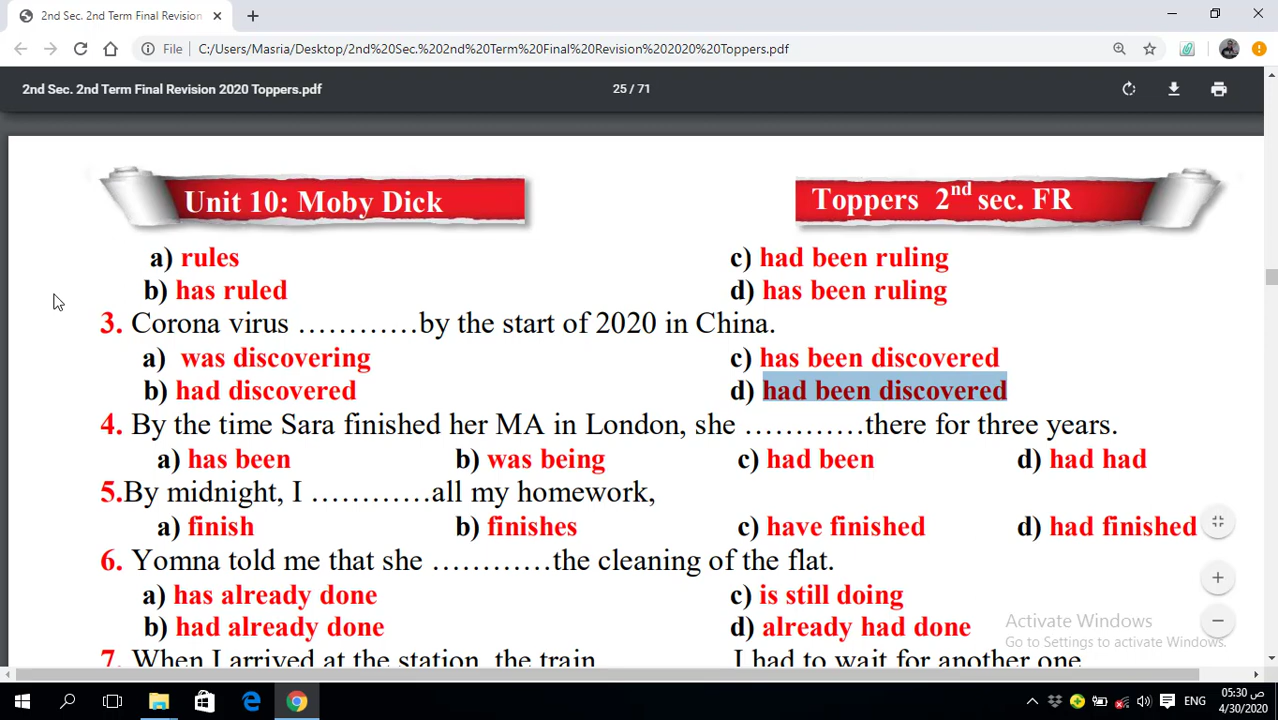 2nd Sec. 2nd Term Final Revision
File C:/Users/Masria/Desktop/2nd%20Sec.%202nd%20Term%20Final%20Revision%202020%20Toppers.pdf
2nd Sec. 2nd Term Final Revision 2020 Toppers.pdf 25 / 71
Unit 10: Moby Dick Toppers 2nd sec. FR
a) rules c) had been ruling
b) has ruled d) has been ruling
3. Corona virus …………by the start of 2020 in China.
a) was discovering c) has been discovered
b) had discovered d) had been discovered
4. By the time Sara finished her MA in London, she …………there for three years.
a) has been b) was being c) had been d) had had
5.By midnight, I …………all my homework,
a) finish b) finishes c) have finished d) had finished
6. Yomna told me that she …………the cleaning of the flat.
a) has already done c) is still doing
b) had already done d) already had done
Activate Windows
Go to Settings to activate Windows.
7. When I arrived at the station, the train I had to wait for another one
ENG 05:30 ص
4/30/2020